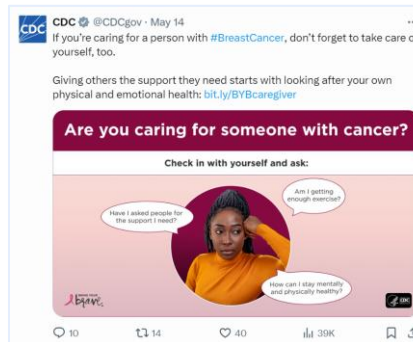 CDC @CDCgov · May 14
If you're caring for a person with #BreastCancer, don't forget to take care o
yourself, too.
Giving others the support they need starts with looking after your own
physical and emotional health: bit.ly/BYBcaregiver
Are you caring for someone with cancer?
Check in with yourself and ask:
Am I getting
enough exercise?
Have I asked people for
the support I need?
How can I stay mentally
and physically healthy?
brave
CDC
10 14 40 39K